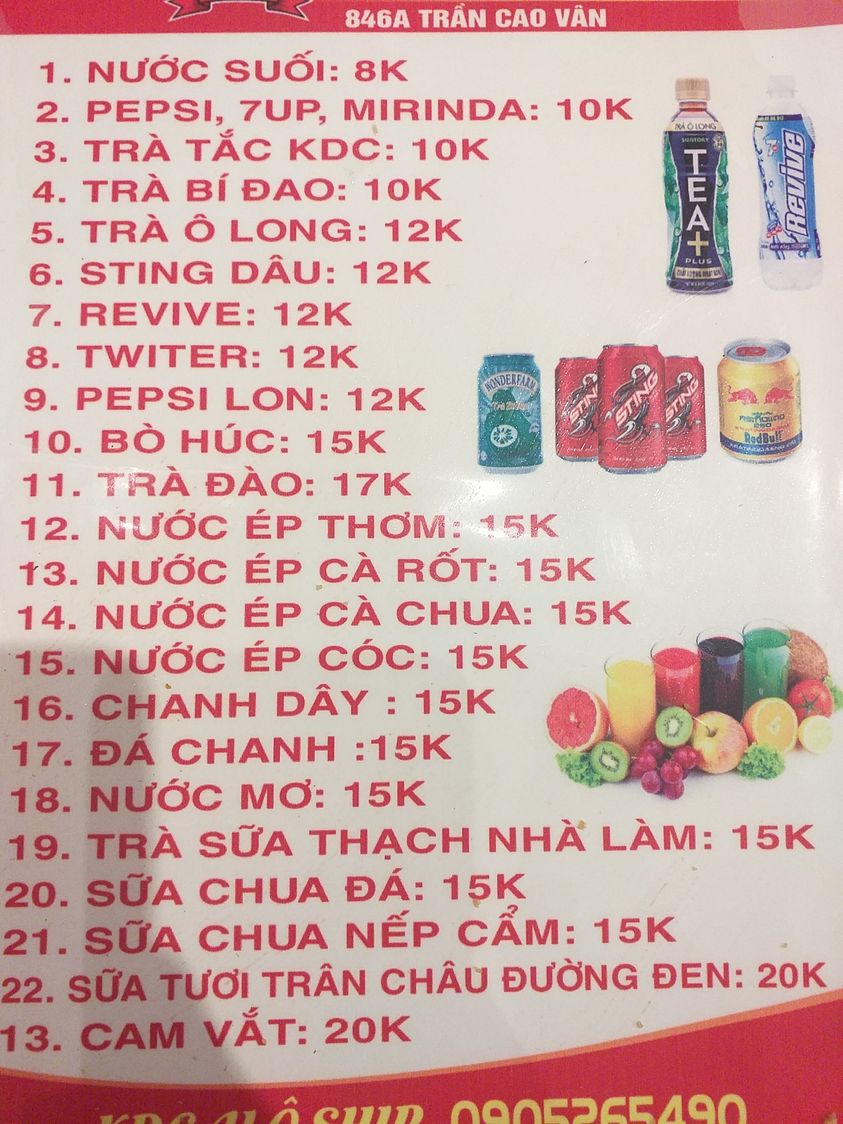 846A TRẦN CAO VÂN
1. NƯỚC SUỐI: 8K
2. PEPSI, 7UP, MIRINDA: 10K
3. TRÀ TẮC KDC: 10K
4. TRÀ BÍ ĐAO: 10K
5. TRÀ Ô LONG: 12K
6. STING DÂU: 12K
7. REVIVE: 12K
8. TWITER: 12K
9. PEPSI LON: 12K
10. BÒ HÚC: 15K
11. TRÀ ĐÀO: 17K
12. NƯỚC ÉP THƠM: 15K
13. NƯỚC ÉP CÀ RỐT: 15K
14. NƯỚC ÉP CÀ CHUA: 15K
15. NƯỚC ÉP CÓC: 15K
16. CHANH DÂY : 15K
17. ĐÁ CHANH :15K
18. NƯỚC MƠ: 15K
19. TRÀ SỮA THẠCH NHÀ LÀM: 15K
20. SỮA CHUA ĐÁ: 15K
21. SỮA CHUA NẾP CẨM: 15K
22. SỮA TƯƠI TRÂN CHÂU ĐƯỜNG ĐEN: 20K
13. CAM VẮT: 20K
TRÀ Ô LONG
SUNTORY
TEA+
PLUS
Revive
WONDERFARM
STING
STING
STING
250
RedBull
0905265490